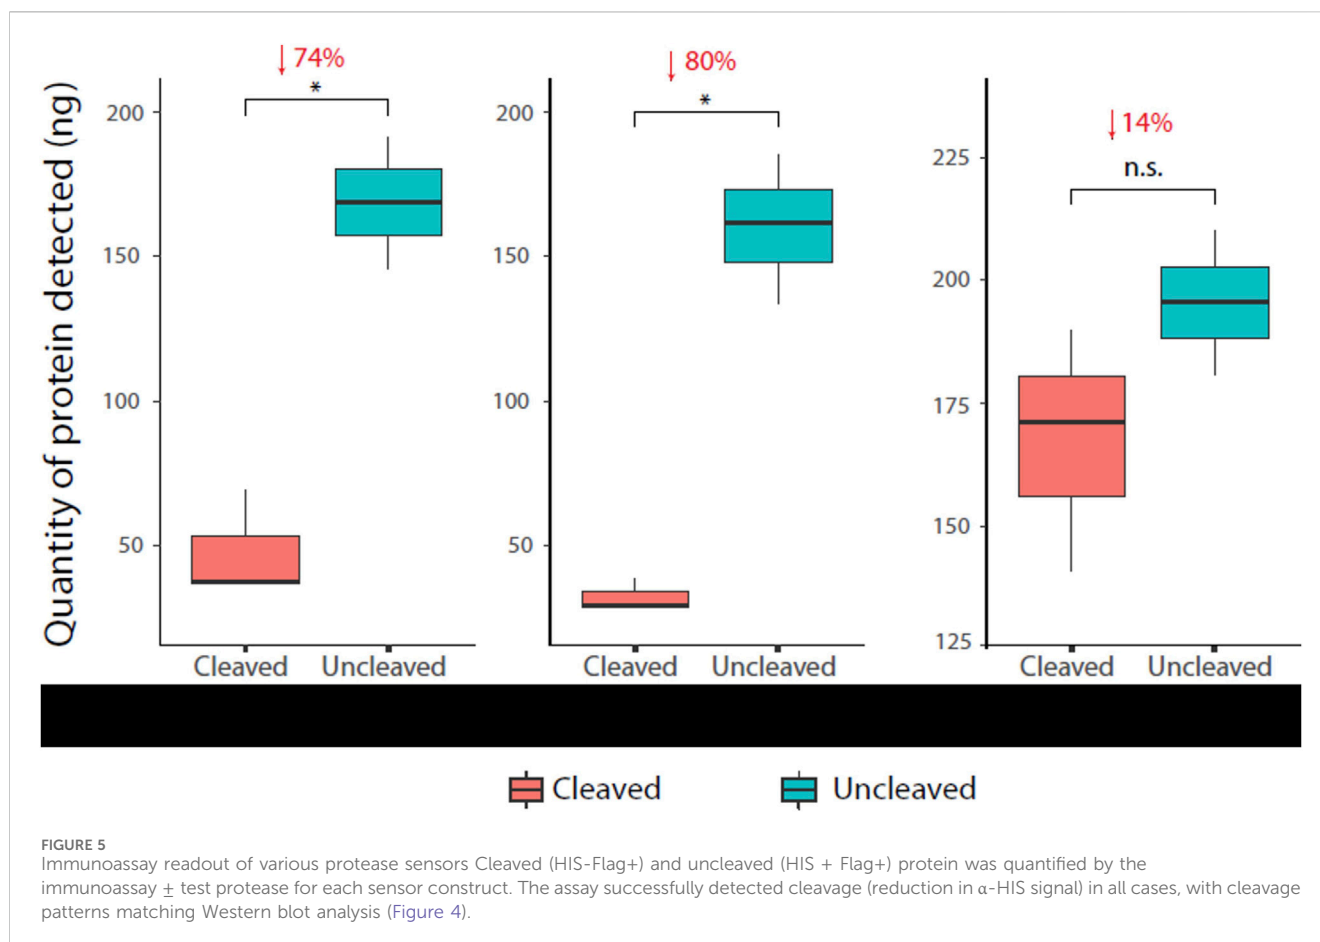 Quantity of protein detected (ng)
↓ 74%
*
200
150
100
50
Cleaved Uncleaved
↓ 80%
*
200
150
100
50
Cleaved Uncleaved
↓ 14%
n.s.
225
200
175
150
125
Cleaved Uncleaved
Cleaved Uncleaved
FIGURE 5
Immunoassay readout of various protease sensors Cleaved (HIS-Flag+) and uncleaved (HIS + Flag+) protein was quantified by the
immunoassay ± test protease for each sensor construct. The assay successfully detected cleavage (reduction in α-HIS signal) in all cases, with cleavage
patterns matching Western blot analysis (Figure 4).